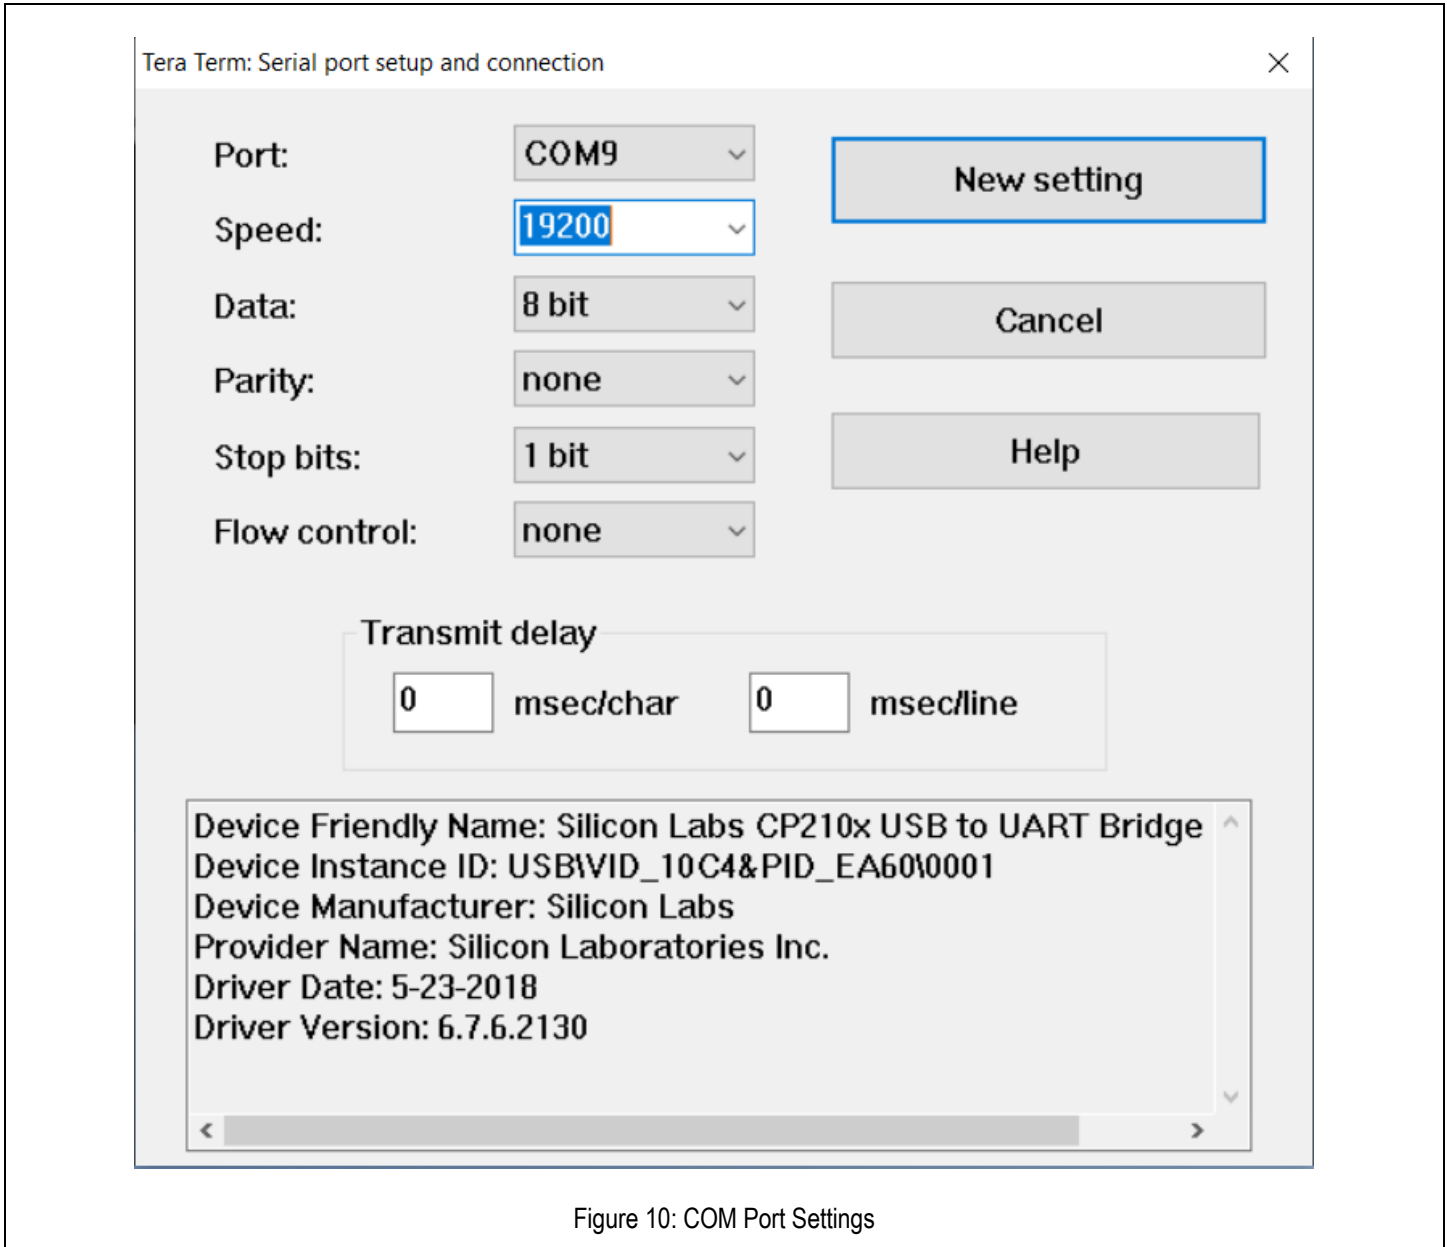 Tera Term: Serial port setup and connection
Port:
COM9
New setting
Speed:
19200
Data:
8 bit
Cancel
Parity:
none
Stop bits:
1 bit
Help
Flow control:
none
Transmit delay
0 msec/char 0 msec/line
Device Friendly Name: Silicon Labs CP210x USB to UART Bridge
Device Instance ID: USB\VID_10C4&PID_EA60\0001
Device Manufacturer: Silicon Labs
Provider Name: Silicon Laboratories Inc.
Driver Date: 5-23-2018
Driver Version: 6.7.6.2130
Figure 10: COM Port Settings